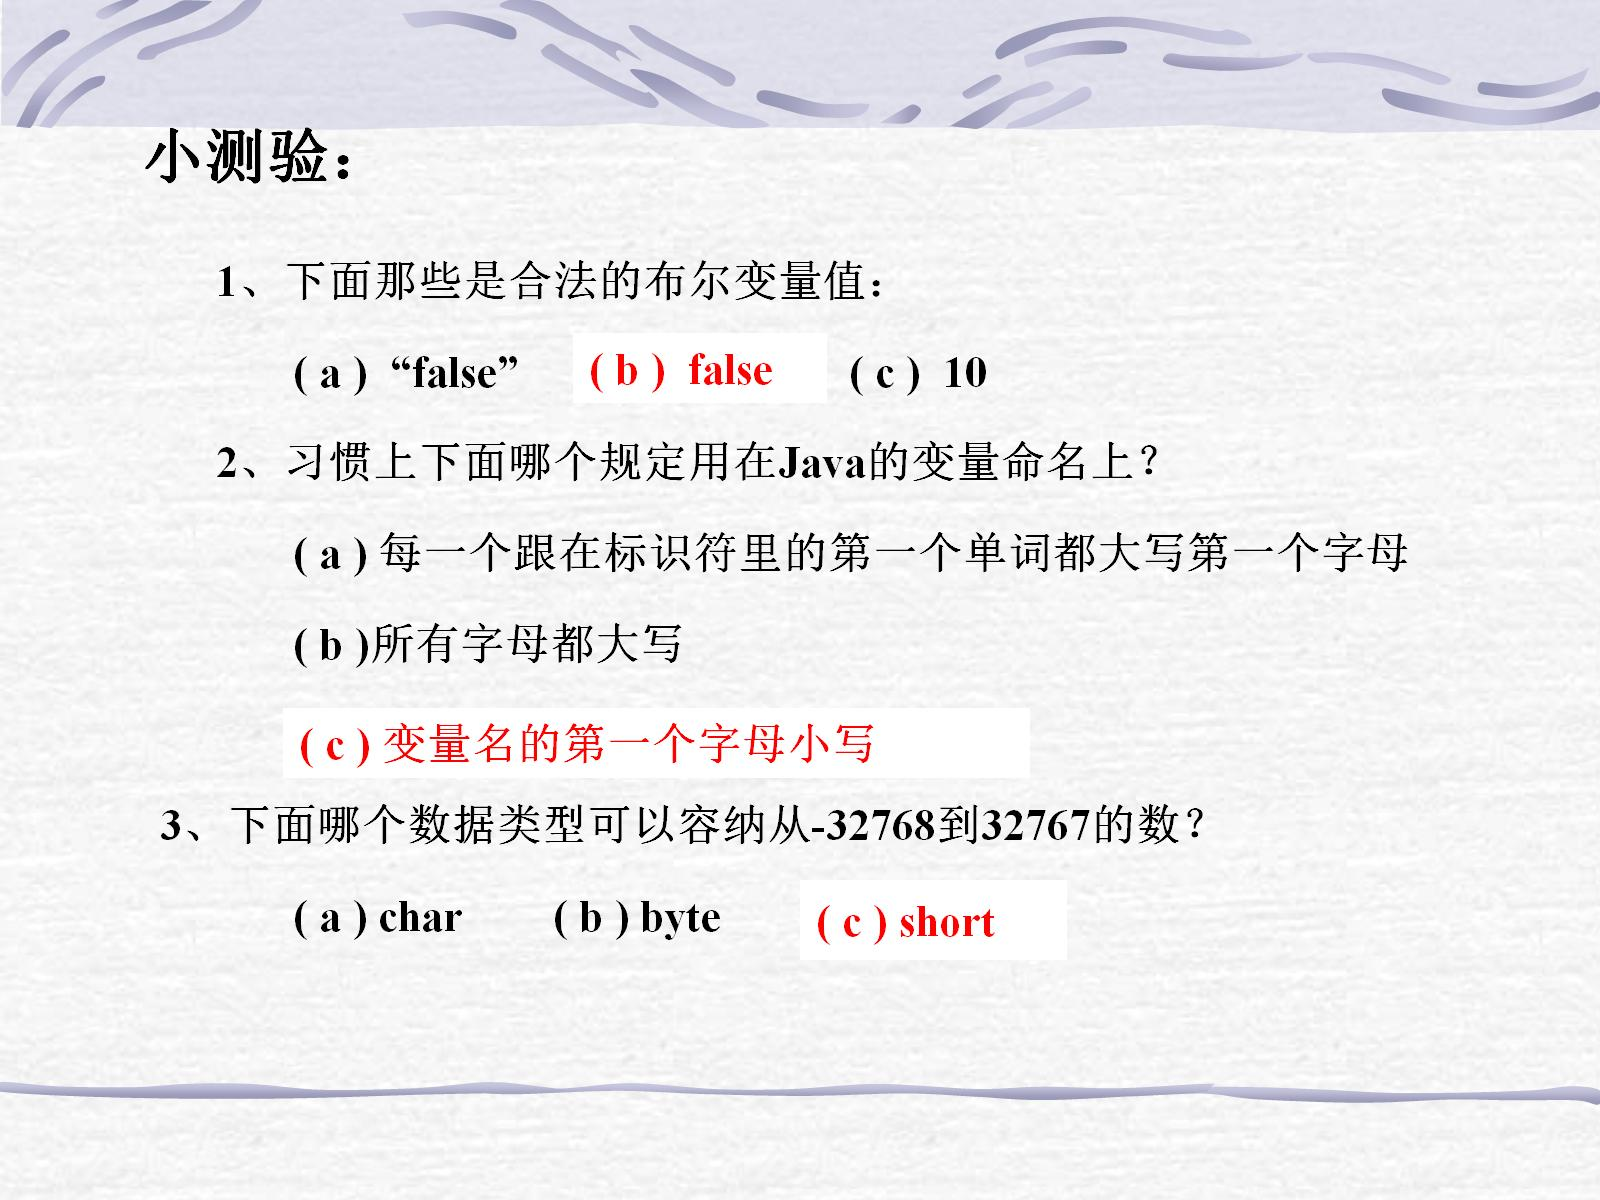 小测验：
1、下面那些是合法的布尔变量值：
( a ) “false” ( b ) false ( c ) 10
2、习惯上下面哪个规定用在Java的变量命名上？
( a ) 每一个跟在标识符里的第一个单词都大写第一个字母
( b )所有字母都大写
( c ) 变量名的第一个字母小写
3、下面哪个数据类型可以容纳从-32768到32767的数？
( a ) char ( b ) byte ( c ) short